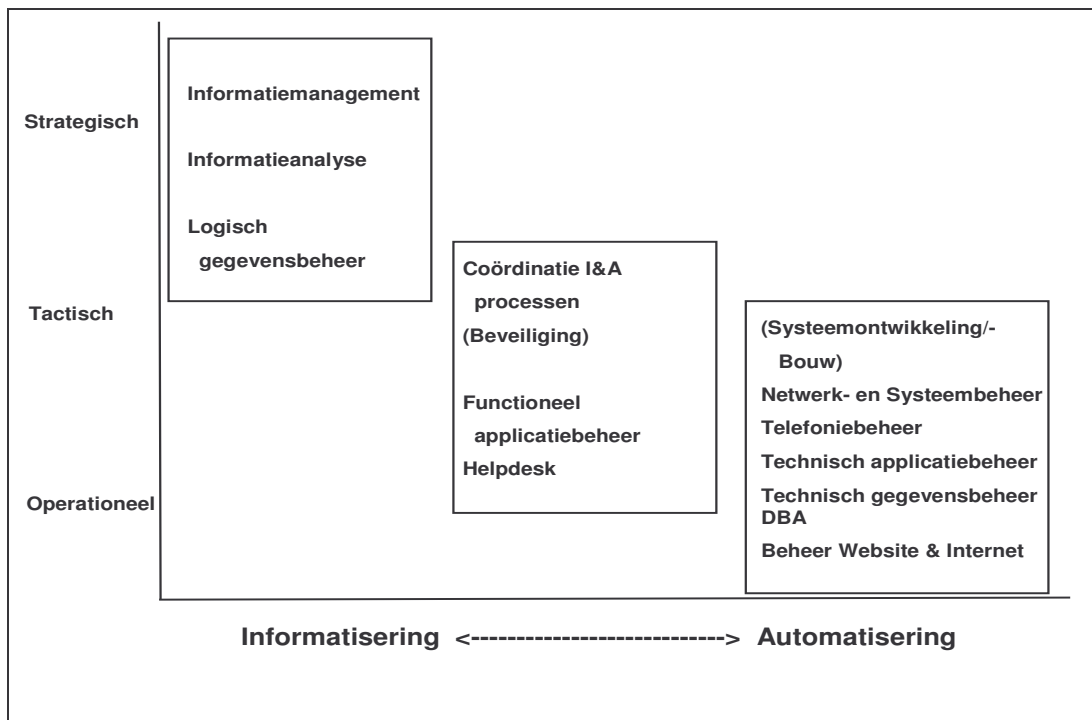 Strategisch
Tactisch
Operationeel
Informatiemanagement
Informatieanalyse
Logisch
gegevensbeheer
Coördinatie I&A
processen
(Beveiliging)
Functioneel
applicatiebeheer
Helpdesk
(Systeemontwikkeling/-
Bouw)
Netwerk- en Systeembeheer
Telefoniebeheer
Technisch applicatiebeheer
Technisch gegevensbeheer
DBA
Beheer Website & Internet
Informatisering <----------------------------> Automatisering